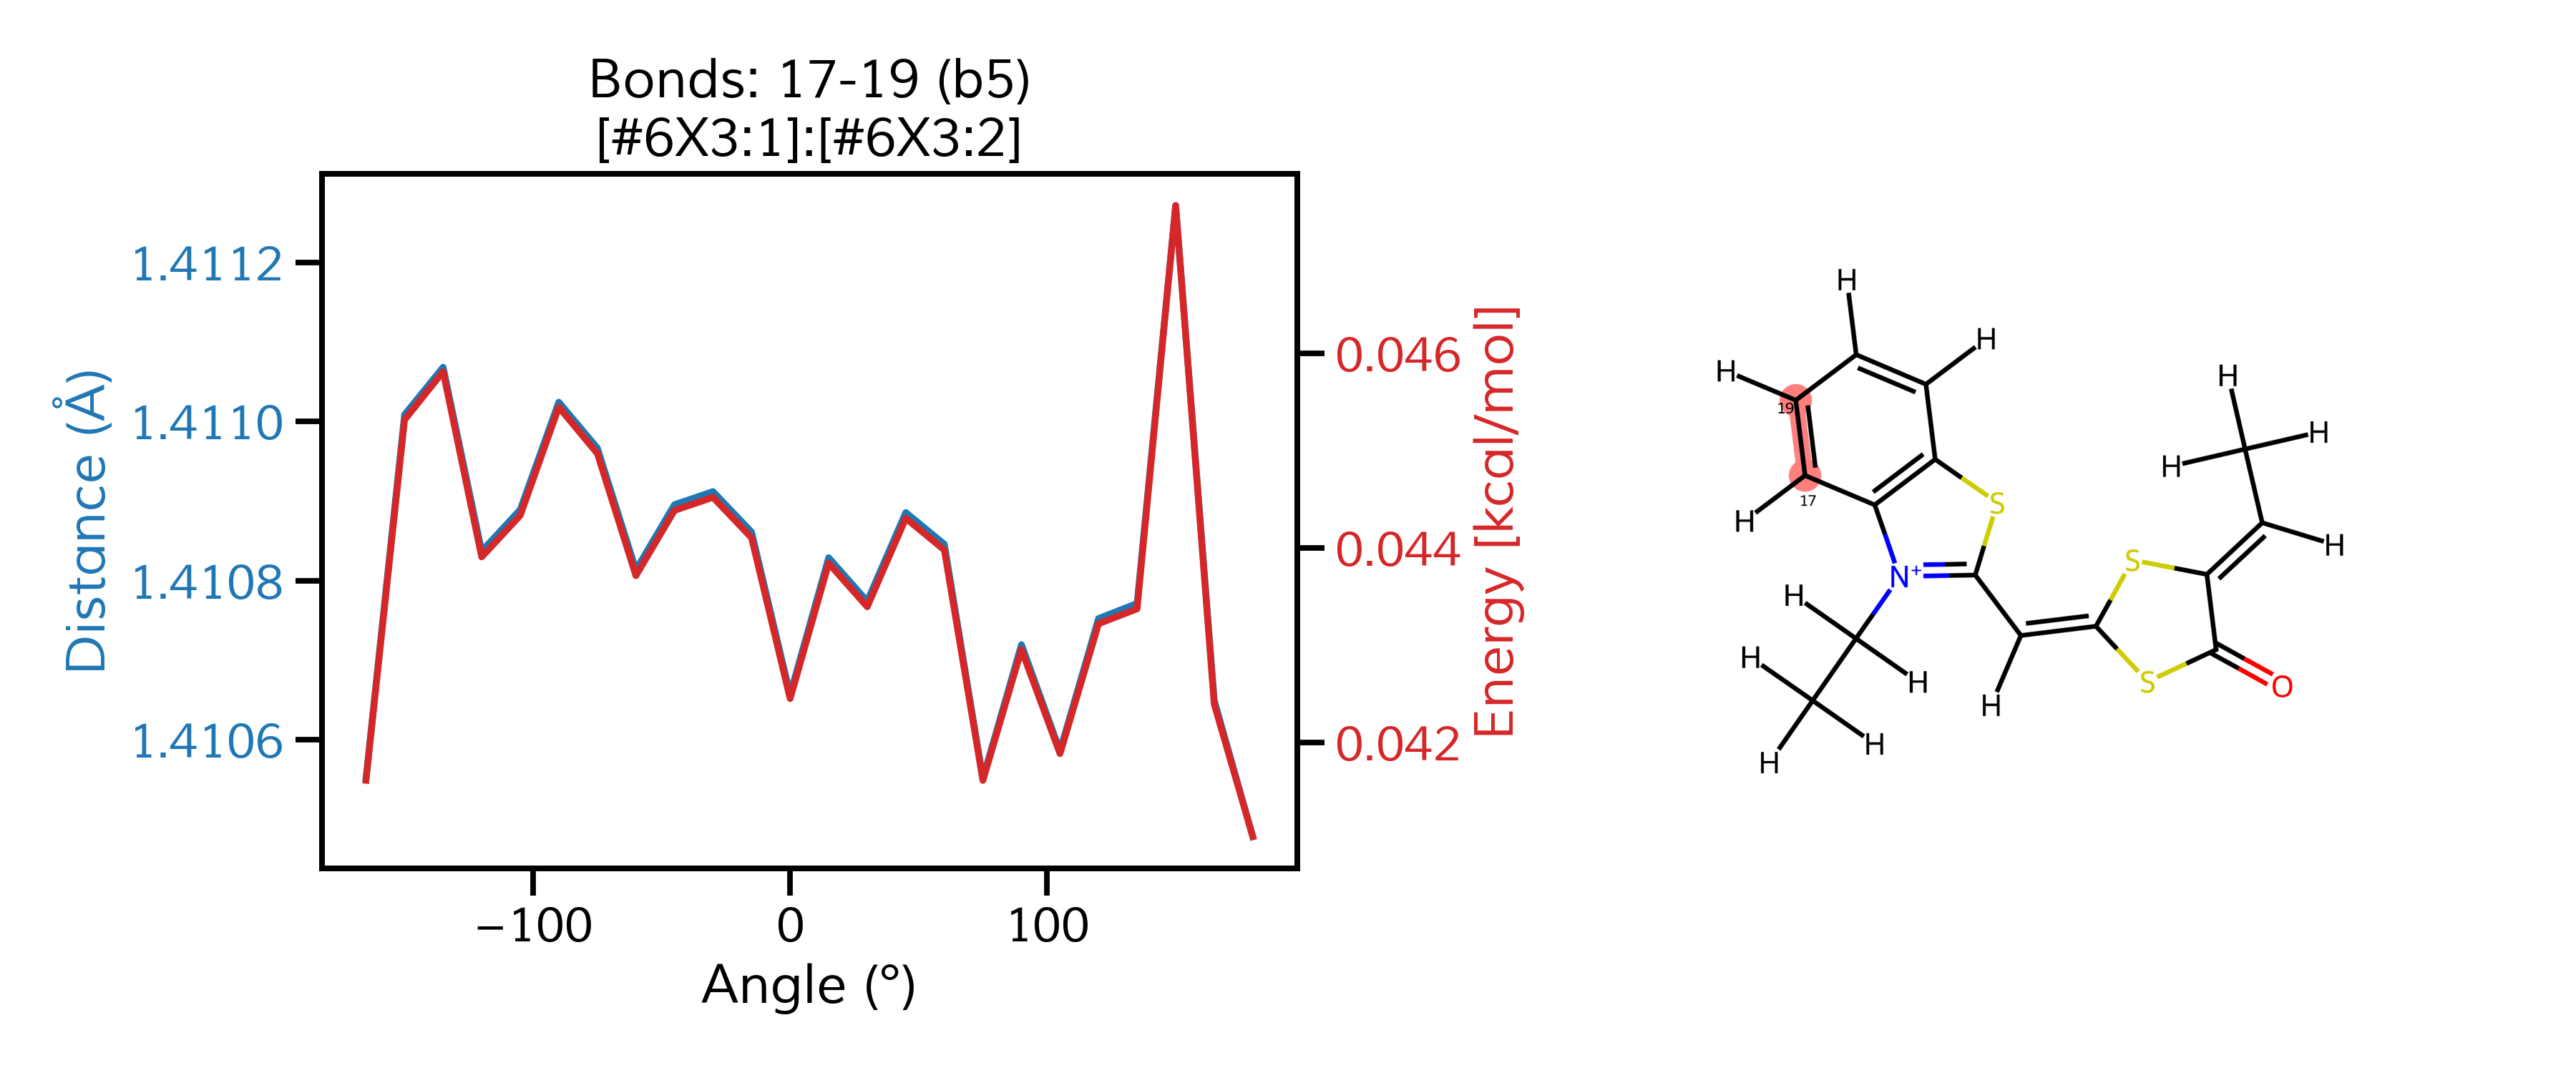 Bonds: 17-19 (b5)
[#6X3:1]:[#6X3:2]
Distance (Å)
1.4112
1.4110
1.4108
1.4106
−100
0
100
Angle (°)
0.046
0.044
0.042
Energy [kcal/mol]
H
H
H
H
19
17
H
S
N⁺
H
H
H
H
H
H
S
S
O
H
H
H
H